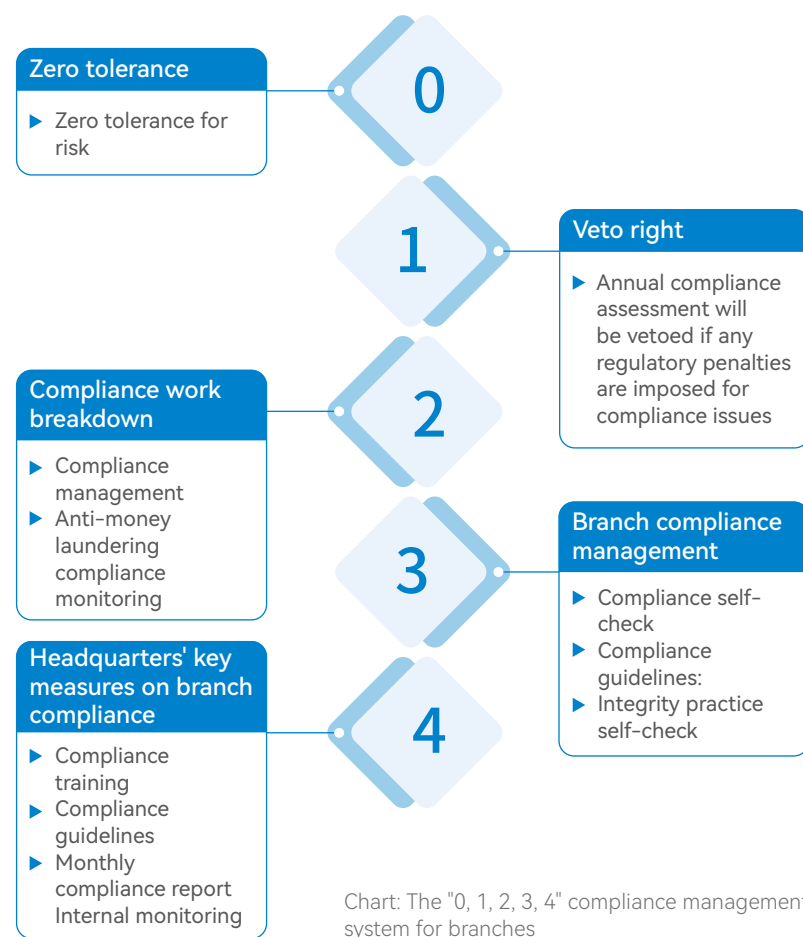 0
Zero tolerance
▶ Zero tolerance for
risk
1
Veto right
▶ Annual compliance
assessment will
be vetoed if any
regulatory penalties
are imposed for
compliance issues
2
Compliance work
breakdown
▶ Compliance
management
▶ Anti-money
laundering
compliance
monitoring
3
Branch compliance
management
▶ Compliance self-
check
▶ Compliance
guidelines:
▶ Integrity practice
self-check
4
Headquarters' key
measures on branch
compliance
▶ Compliance
training
▶ Compliance
guidelines
▶ Monthly
compliance report
Internal monitoring
Chart: The "0, 1, 2, 3, 4" compliance management
system for branches